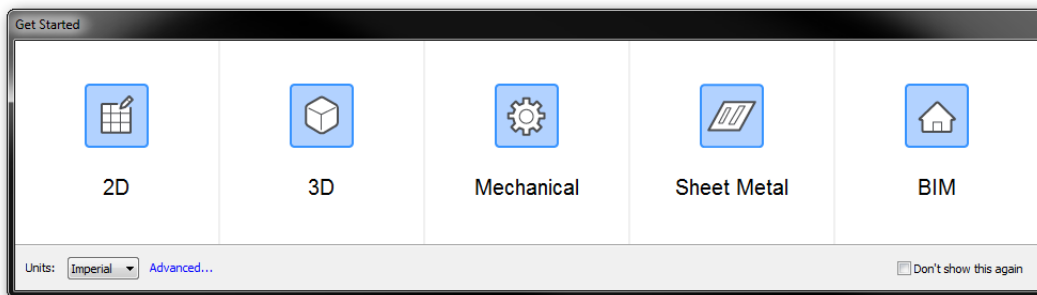 Get Started
2D
3D
Mechanical
Sheet Metal
BIM
Units: Imperial Advanced... Don't show this again